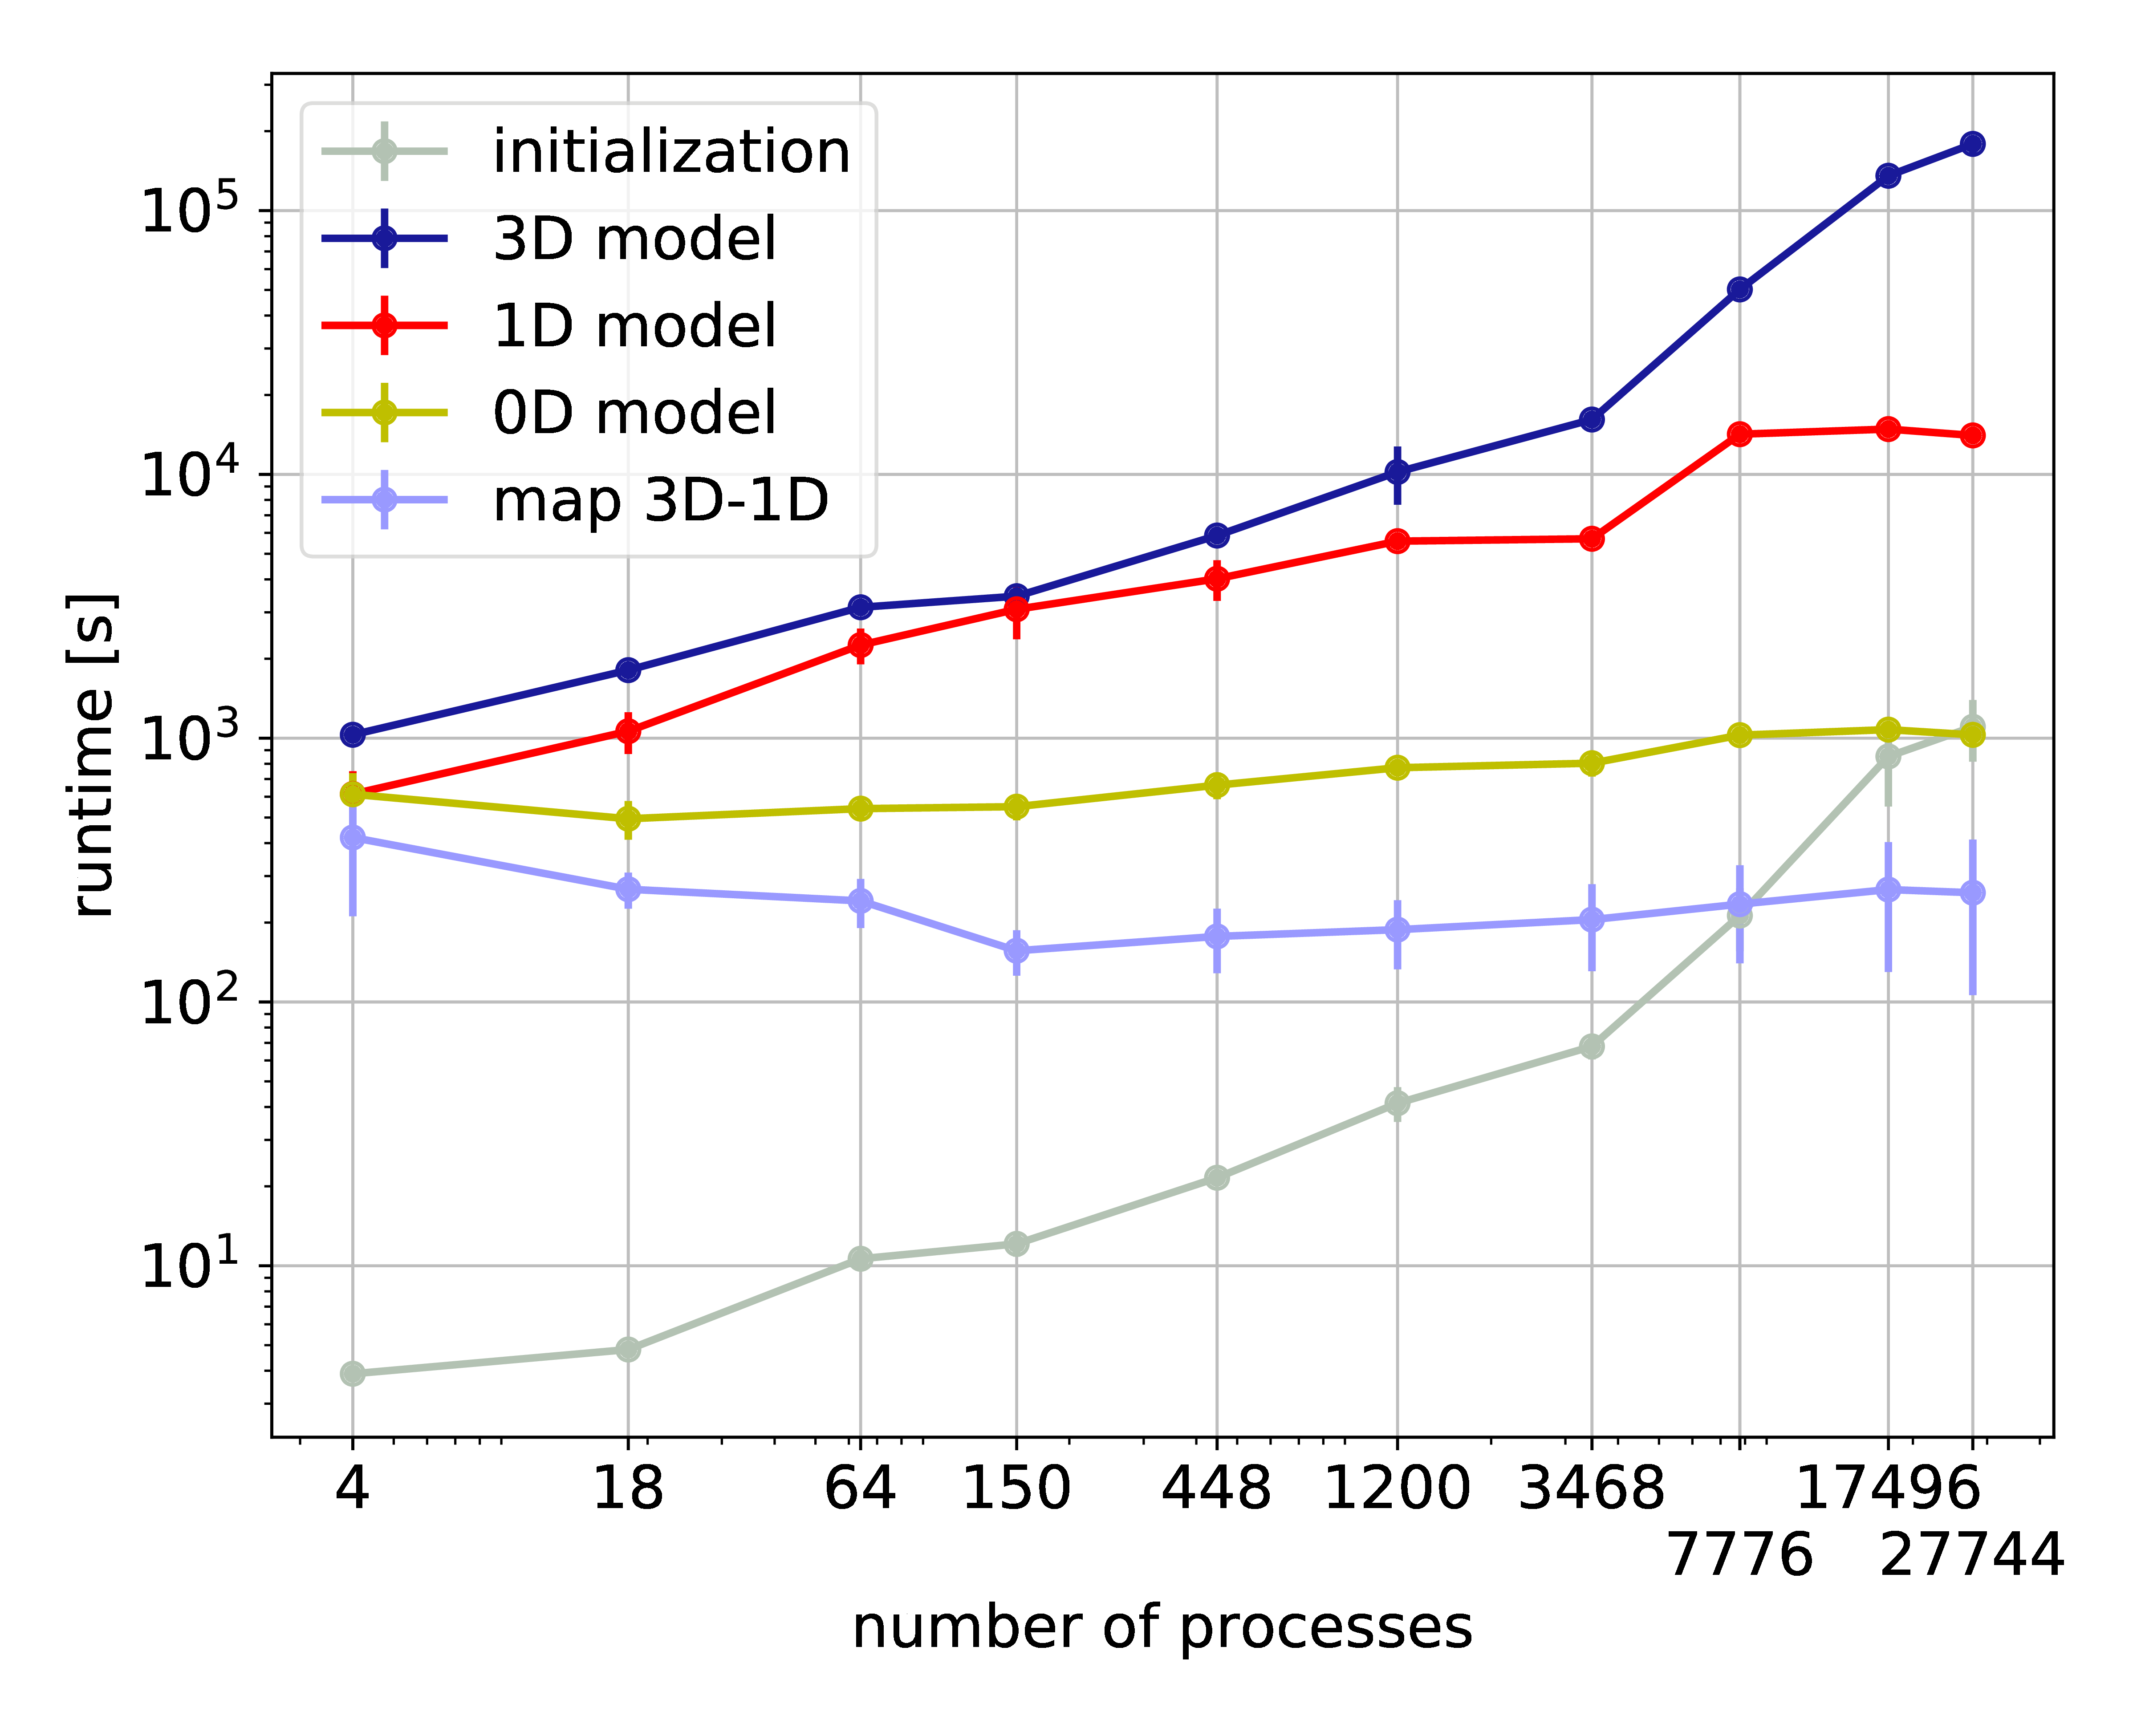 initialization
3D model
1D model
0D model
map 3D-1D
10^5
10^4
10^3
10^2
10^1
runtime [s]
4 18 64 150 448 1200 3468 17496
7776 27744
number of processes